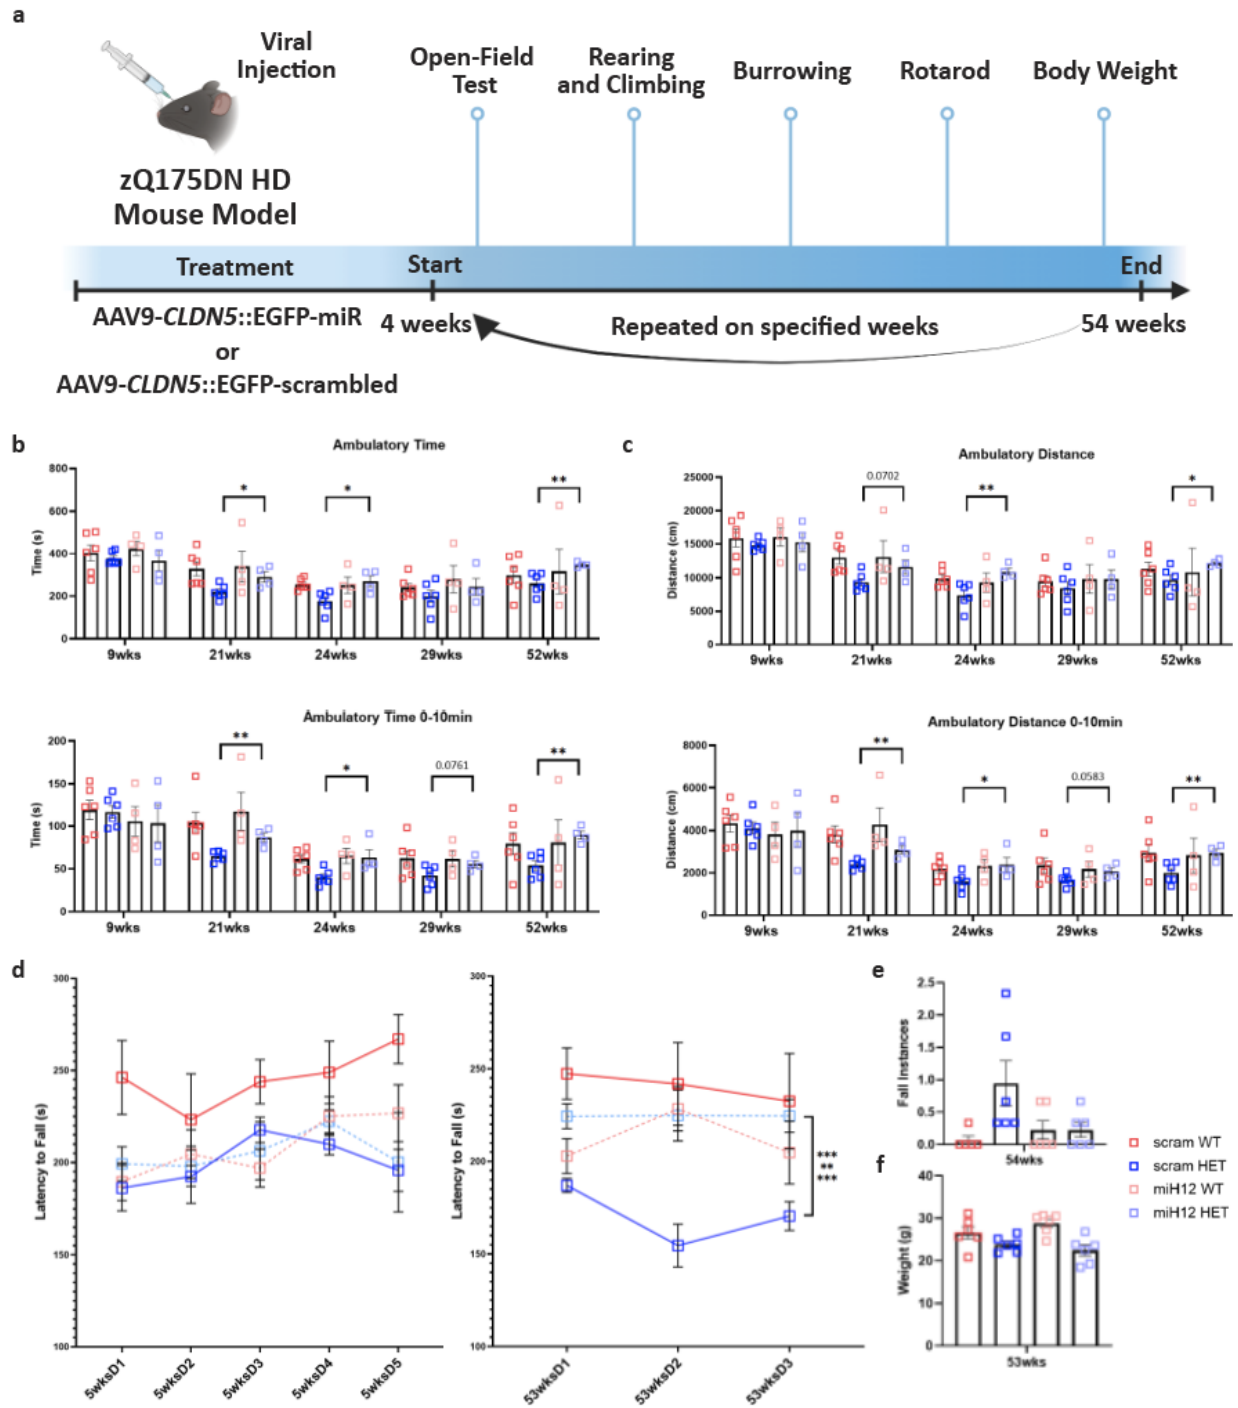 a
Viral
Injection
Open-Field
Test
Rearing
and Climbing
Burrowing
Rotarod
Body Weight
zQ175DN HD
Mouse Model
Treatment
Start
End
AAV9-CLDN5::EGFP-miR
or
AAV9-CLDN5::EGFP-scrambled
4 weeks
Repeated on specified weeks
54 weeks
b
Ambulatory Time
Time (s)
800
600
400
200
0
*
*
**
9wks
21wks
24wks
29wks
52wks
Ambulatory Time 0-10min
Time (s)
200
150
100
50
0
**
*
0.0761
**
9wks
21wks
24wks
29wks
52wks
c
Ambulatory Distance
Distance (cm)
25000
20000
15000
10000
5000
0
0.0702
**
*
9wks
21wks
24wks
29wks
52wks
Ambulatory Distance 0-10min
Distance (cm)
8000
6000
4000
2000
0
**
*
0.0583
**
9wks
21wks
24wks
29wks
52wks
d
Latency to Fall (s)
300
250
200
150
100
5wksD1
5wksD2
5wksD3
5wksD4
5wksD5
Latency to Fall (s)
300
250
200
150
100
***
**
***
53wksD1
53wksD2
53wksD3
e
Fall Instances
2.5
2.0
1.5
1.0
0.5
0.0
54wks
f
Weight (g)
40
30
20
10
0
53wks
scram WT
scram HET
miH12 WT
miH12 HET